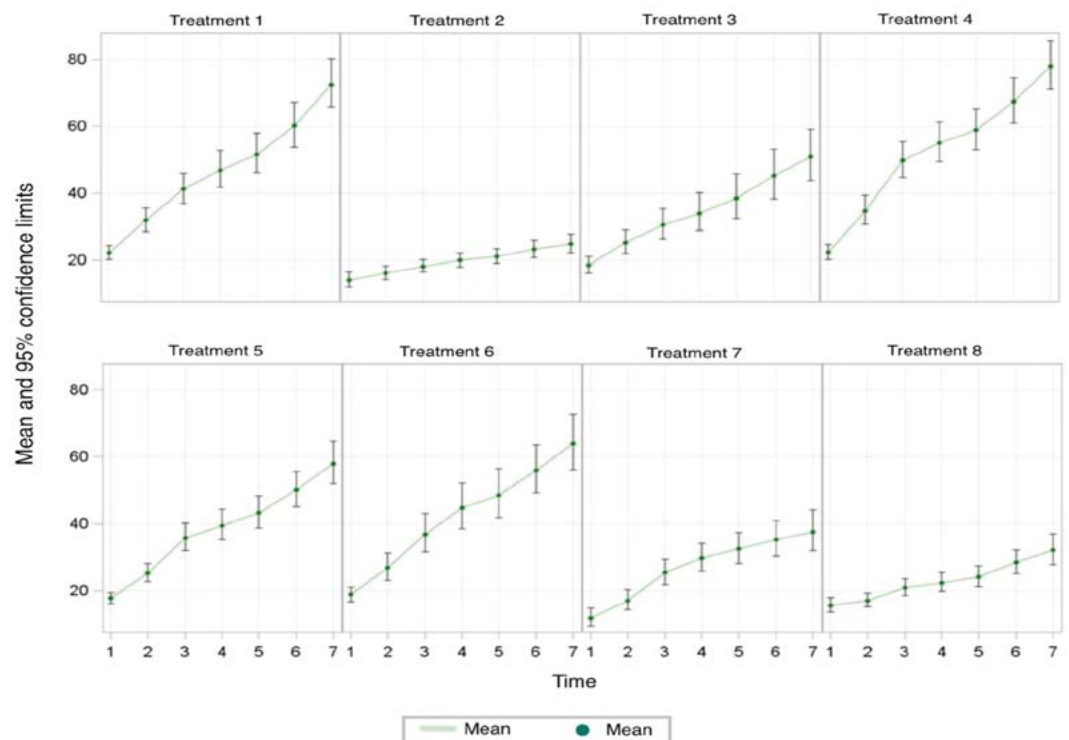 Treatment 1 Treatment 2 Treatment 3 Treatment 4
80
60
40
20
Mean and 95% confidence limits
Treatment 5 Treatment 6 Treatment 7 Treatment 8
80
60
40
20
1 2 3 4 5 6 7 1 2 3 4 5 6 7 1 2 3 4 5 6 7 1 2 3 4 5 6 7
Time
Mean Mean